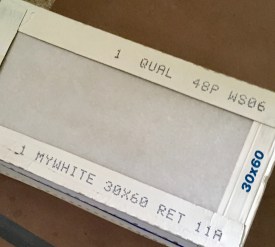 1 QUAL 48P WS06
30x60
1 MYWHITE 30X60 RET 11A